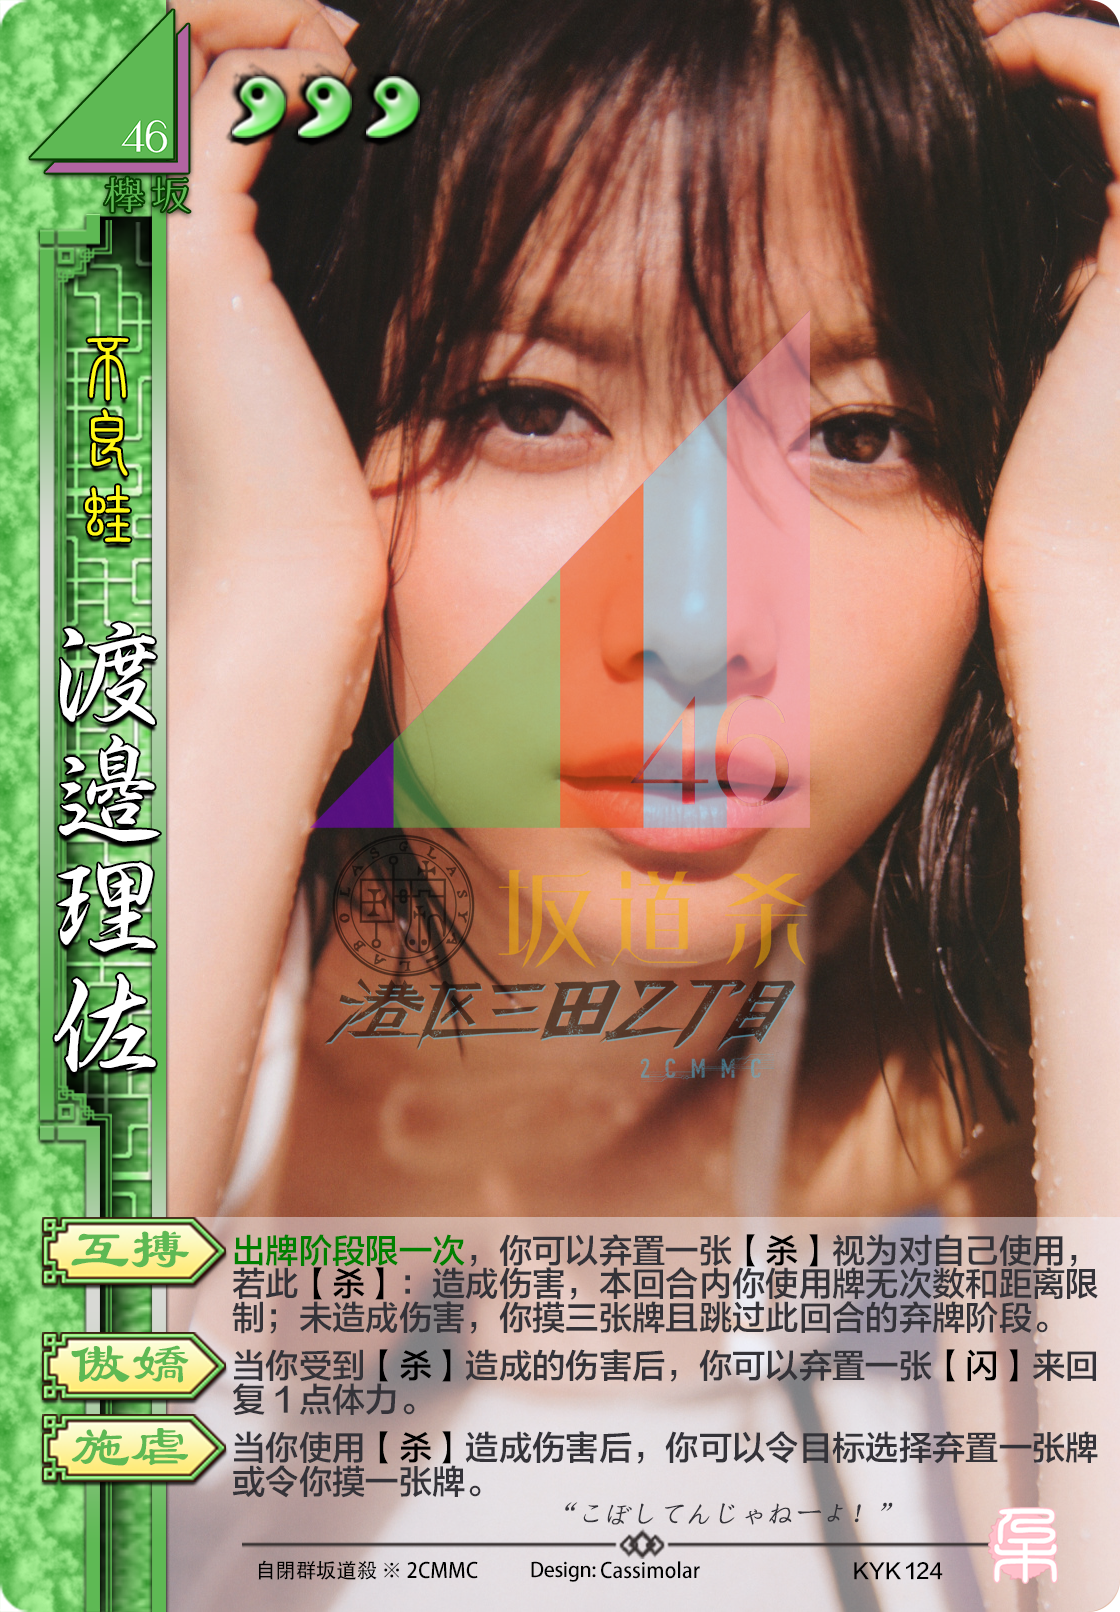 46
欅坂
不良蛙
渡邉理佐
46
GLASYALABOLAS
坂道杀
港区三田2丁目
2CMMC
互搏
出牌阶段限一次，你可以弃置一张【杀】视为对自己使用，
若此【杀】：造成伤害，本回合内你使用牌无次数和距离限
制；未造成伤害，你摸三张牌且跳过此回合的弃牌阶段。
傲嬌
当你受到【杀】造成的伤害后，你可以弃置一张【闪】来回
复1点体力。
施虐
当你使用【杀】造成伤害后，你可以令目标选择弃置一张牌
或令你摸一张牌。
“こぼしてんじゃねーよ！”
自閉群坂道殺 ※ 2CMMC
Design: Cassimolar
KYK 124